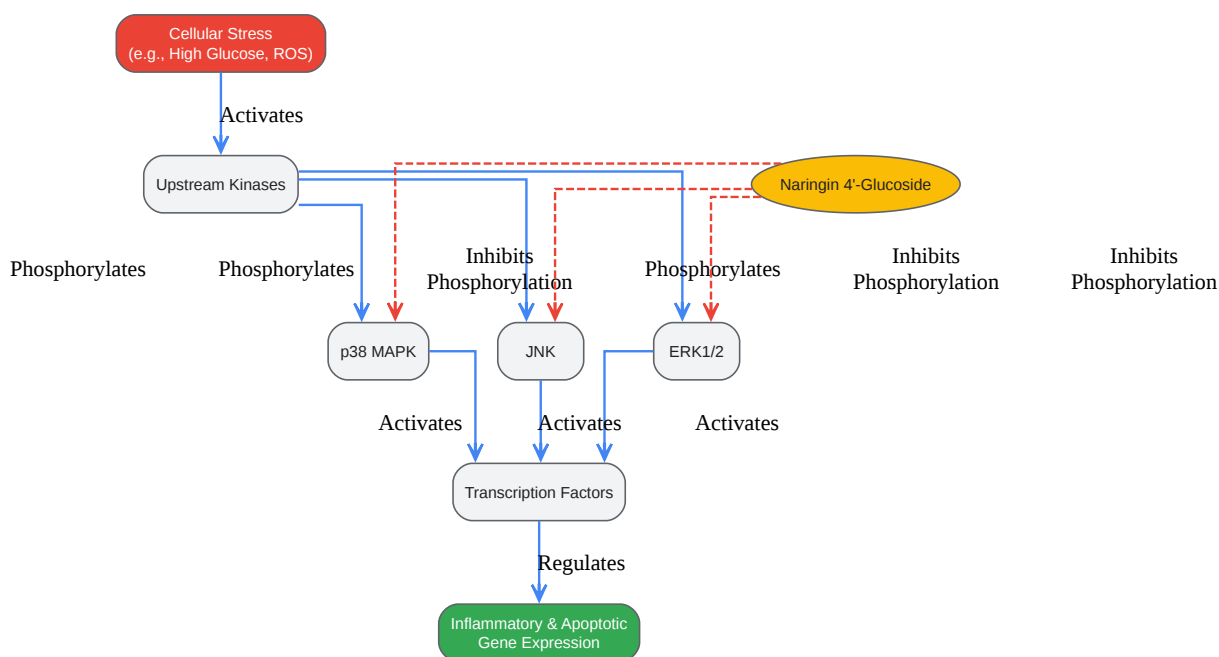 Cellular Stress
(e.g., High Glucose, ROS)
Activates
Upstream Kinases
Naringin 4'-Glucoside
Phosphorylates
Phosphorylates
Inhibits
Phosphorylation
Phosphorylates
Inhibits
Phosphorylation
Inhibits
Phosphorylation
p38 MAPK
JNK
ERK1/2
Activates
Activates
Activates
Transcription Factors
Regulates
Inflammatory & Apoptotic
Gene Expression